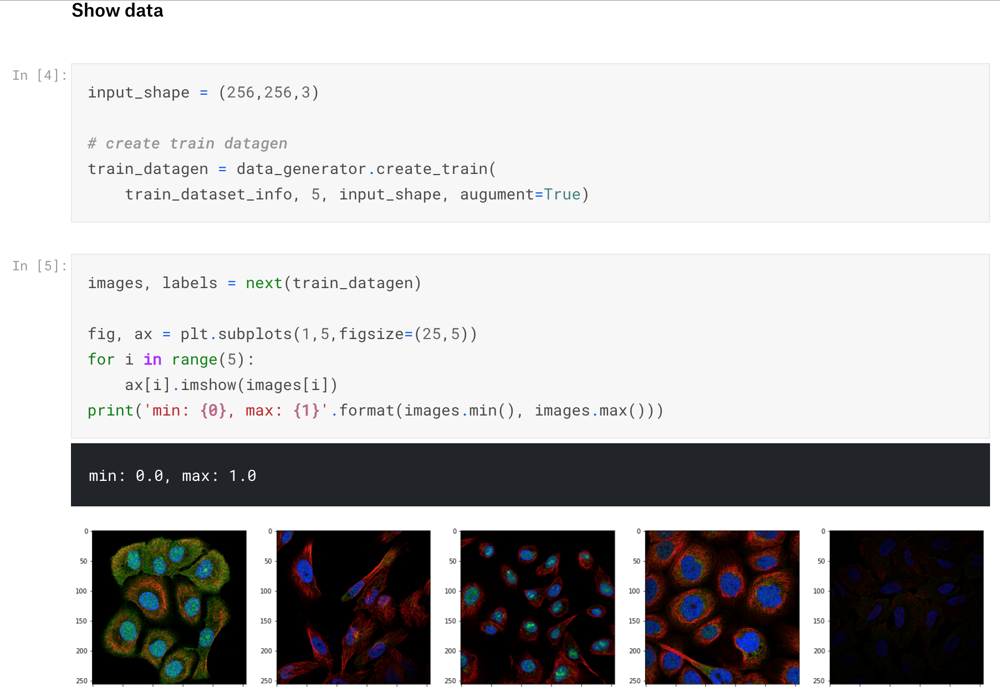 Show data
In [4]:
input_shape = (256,256,3)
# create train datagen
train_datagen = data_generator.create_train(
train_dataset_info, 5, input_shape, augument=True)
In [5]:
images, labels = next(train_datagen)
fig, ax = plt.subplots(1,5,figsize=(25,5))
for i in range(5):
ax[i].imshow(images[i])
print('min: {0}, max: {1}'.format(images.min(), images.max()))
min: 0.0, max: 1.0
0 0 0 0 0
50 50 50 50 50
100 100 100 100 100
150 150 150 150 150
200 200 200 200 200
250 250 250 250 250